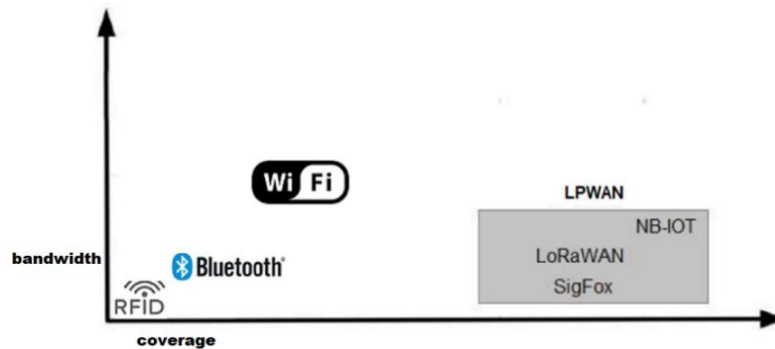 Wi Fi
LPWAN
NB-IOT
bandwidth
Bluetooth
LoRaWAN
RFID
SigFox
coverage